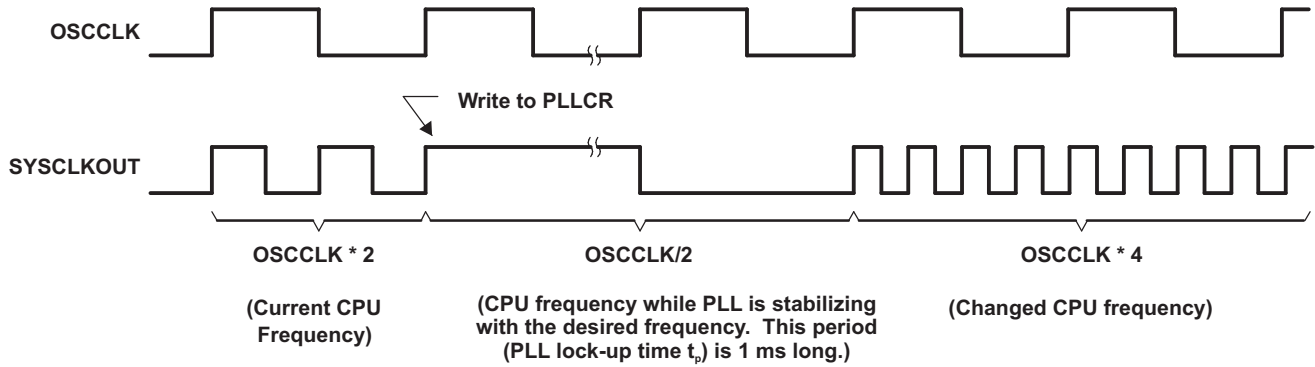 OSCCLK
Write to PLLCR
SYSCLKOUT
OSCCLK * 2
(Current CPU
Frequency)
OSCCLK/2
(CPU frequency while PLL is stabilizing
with the desired frequency. This period
(PLL lock-up time tp) is 1 ms long.)
OSCCLK * 4
(Changed CPU frequency)